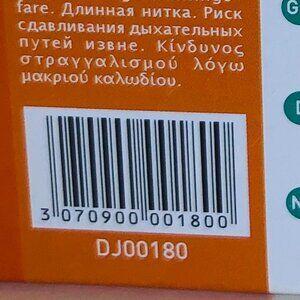 fare. Длинная нитка. Риск
сдавливания дыхательных
путей извне. Κίνδυνος
στραγγαλισμού λόγω
μακριού καλωδίου.
3 070900 001800
DJ00180
G
N